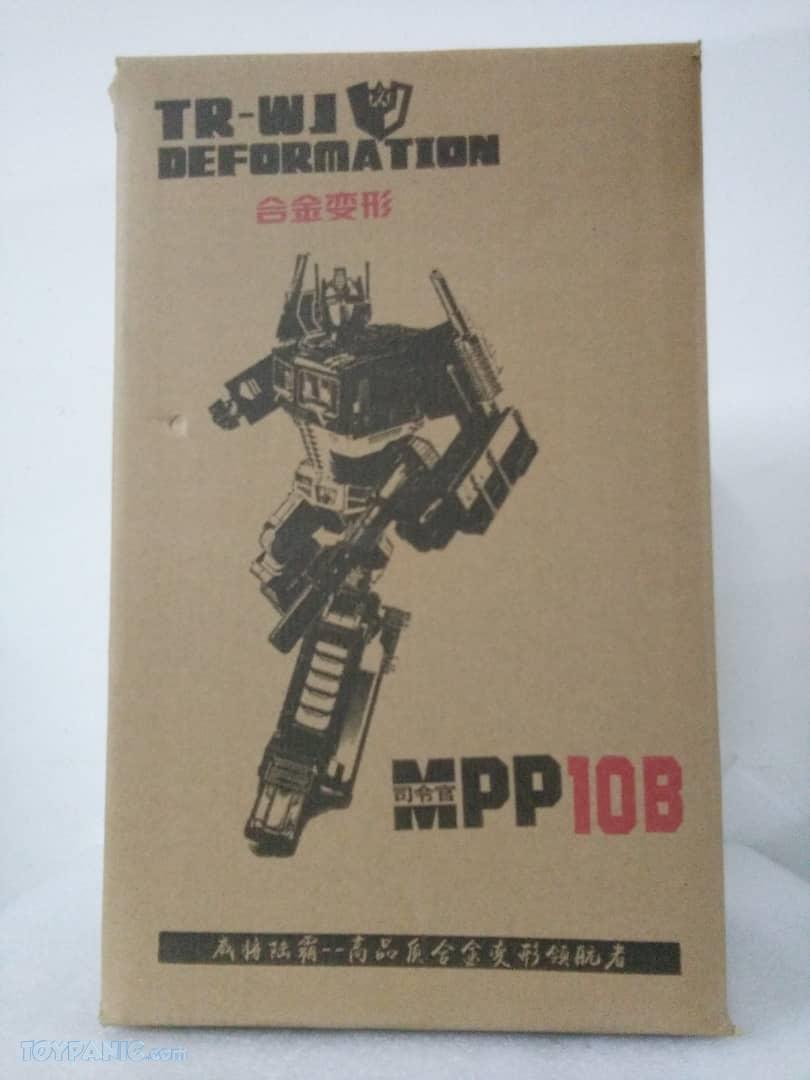 TR-WJ
DEFORMATION
合金变形
MPP10B
司令官
威将陆霸--高品质合金变形领航者
TOYPANIC.com